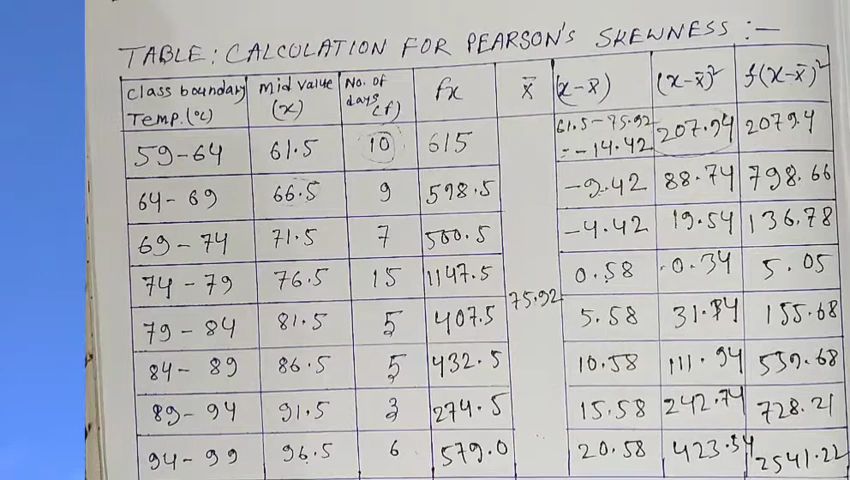 TABLE: CALCULATION FOR PEARSON'S SKEWNESS :-
Class boundary Temp.(°C) mid value (x) No. of days (f) fx x̄ (x-x̄) (x-x̄)² f(x-x̄)²
59-64 61.5 10 615 61.5-75.92 =-14.42 207.94 2079.4
64-69 66.5 9 598.5 -9.42 88.74 798.66
69-74 71.5 7 500.5 -4.42 19.54 136.78
74-79 76.5 15 1147.5 0.58 0.34 5.05
75.92
79-84 81.5 5 407.5 5.58 31.14 155.68
84-89 86.5 5 432.5 10.58 111.94 559.68
89-94 91.5 3 274.5 15.58 242.74 728.21
94-99 96.5 6 579.0 20.58 423.54 2541.22